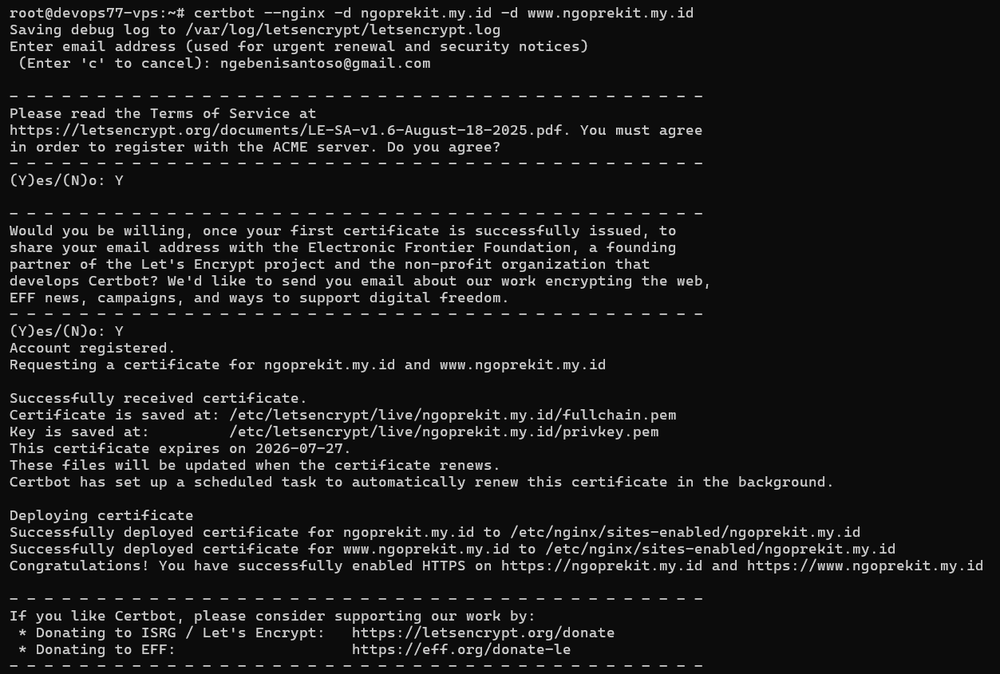 root@devops77-vps:~# certbot --nginx -d ngoprekit.my.id -d www.ngoprekit.my.id
Saving debug log to /var/log/letsencrypt/letsencrypt.log
Enter email address (used for urgent renewal and security notices)
 (Enter 'c' to cancel): ngebenisantoso@gmail.com

- - - - - - - - - - - - - - - - - - - - - - - - - - - - - - - - - - - - - - - -
Please read the Terms of Service at
https://letsencrypt.org/documents/LE-SA-v1.6-August-18-2025.pdf. You must agree
in order to register with the ACME server. Do you agree?
- - - - - - - - - - - - - - - - - - - - - - - - - - - - - - - - - - - - - - - -
(Y)es/(N)o: Y

- - - - - - - - - - - - - - - - - - - - - - - - - - - - - - - - - - - - - - - -
Would you be willing, once your first certificate is successfully issued, to
share your email address with the Electronic Frontier Foundation, a founding
partner of the Let's Encrypt project and the non-profit organization that
develops Certbot? We'd like to send you email about our work encrypting the web,
EFF news, campaigns, and ways to support digital freedom.
- - - - - - - - - - - - - - - - - - - - - - - - - - - - - - - - - - - - - - - -
(Y)es/(N)o: Y
Account registered.
Requesting a certificate for ngoprekit.my.id and www.ngoprekit.my.id

Successfully received certificate.
Certificate is saved at: /etc/letsencrypt/live/ngoprekit.my.id/fullchain.pem
Key is saved at:         /etc/letsencrypt/live/ngoprekit.my.id/privkey.pem
This certificate expires on 2026-07-27.
These files will be updated when the certificate renews.
Certbot has set up a scheduled task to automatically renew this certificate in the background.

Deploying certificate
Successfully deployed certificate for ngoprekit.my.id to /etc/nginx/sites-enabled/ngoprekit.my.id
Successfully deployed certificate for www.ngoprekit.my.id to /etc/nginx/sites-enabled/ngoprekit.my.id
Congratulations! You have successfully enabled HTTPS on https://ngoprekit.my.id and https://www.ngoprekit.my.id

- - - - - - - - - - - - - - - - - - - - - - - - - - - - - - - - - - - - - - - -
If you like Certbot, please consider supporting our work by:
 * Donating to ISRG / Let's Encrypt:   https://letsencrypt.org/donate
 * Donating to EFF:                    https://eff.org/donate-le
- - - - - - - - - - - - - - - - - - - - - - - - - - - - - - - - - - - - - - - -